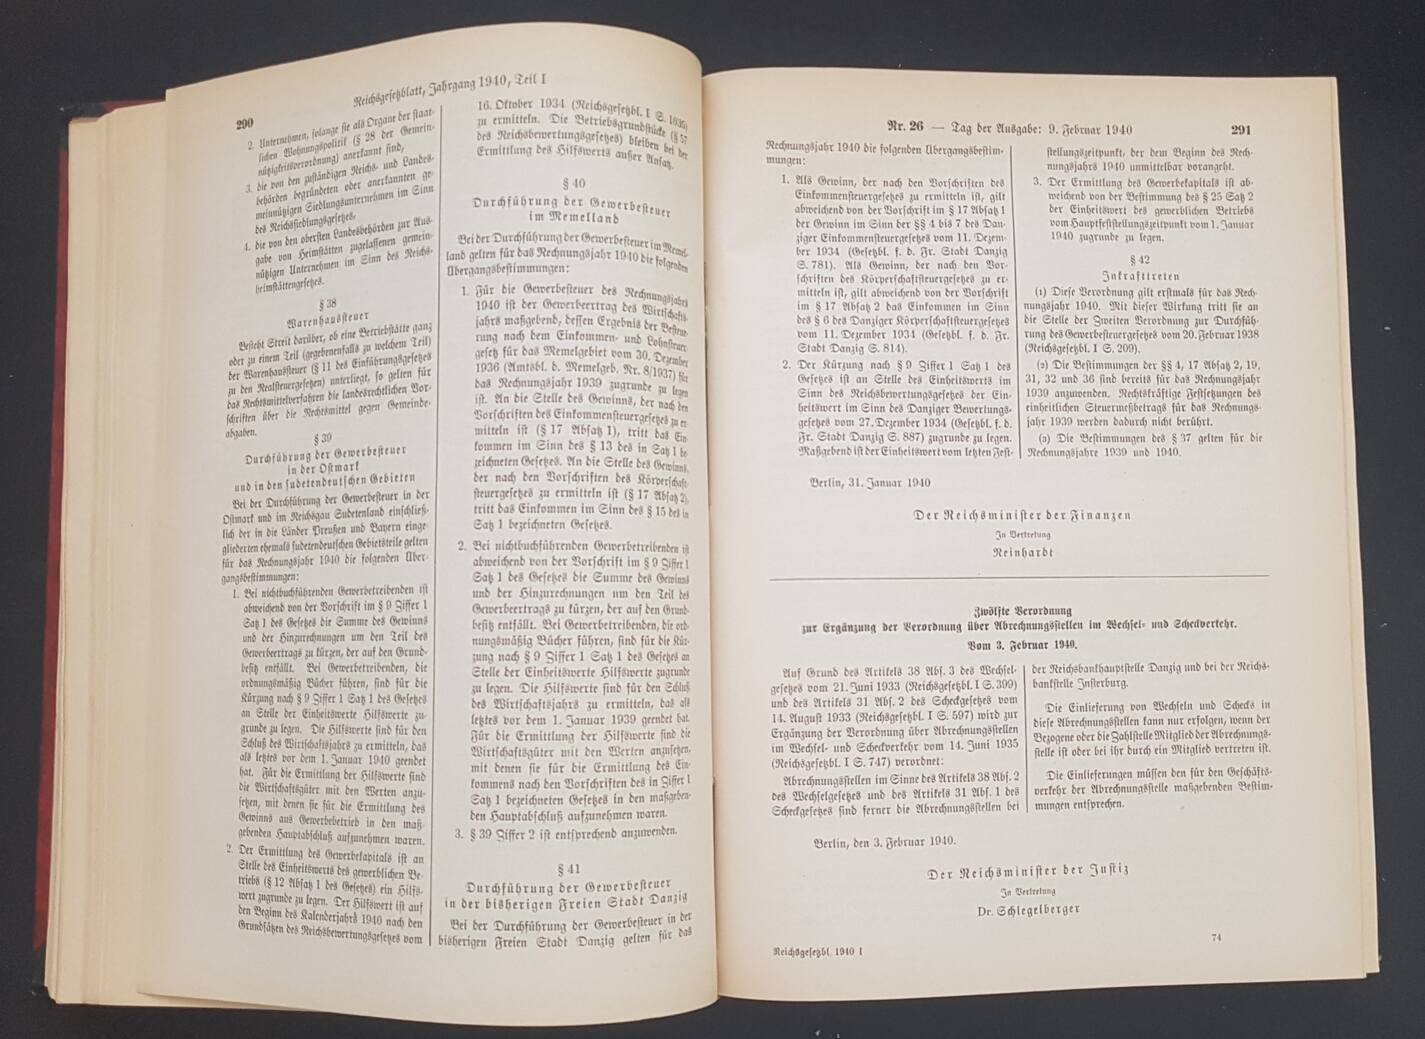 Reichsgesetzblatt, Jahrgang 1940, Teil I
290
2. Unternehmen, solange sie als Organe der staat-
lichen Wohnungspolitik (§ 28 der Gemein-
nützigkeitsverordnung) anerkannt sind,
3. die von den zuständigen Reichs- und Landes-
behörden begründeten oder anerkannten ge-
meinnützigen Siedlungsunternehmen im Sinn
des Reichssiedlungsgesetzes,
4. die von den obersten Landesbehörden zur Aus-
gabe von Heimstätten zugelassenen gemein-
nützigen Unternehmen im Sinn des Reichs-
heimstättengesetzes.
§ 38
Warenhaussteuer
Besteht Streit darüber, ob eine Betriebstätte ganz
oder zu einem Teil (gegebenenfalls zu welchem Teil)
der Warenhaussteuer (§ 11 des Einführungsgesetzes
zu den Realsteuergesetzen) unterliegt, so gelten für
das Rechtsmittelverfahren die landesrechtlichen Vor-
schriften über die Rechtsmittel gegen Gemeinde-
abgaben.
§ 39
Durchführung der Gewerbesteuer
in der Ostmark
und in den sudetendeutschen Gebieten
Bei der Durchführung der Gewerbesteuer in der
Ostmark und im Reichsgau Sudetenland einschließ-
lich der in die Länder Preußen und Bayern einge-
gliederten ehemals sudetendeutschen Gebietsteile gelten
für das Rechnungsjahr 1940 die folgenden Über-
gangsbestimmungen:
1. Bei nichtbuchführenden Gewerbetreibenden ist
abweichend von der Vorschrift im § 9 Ziffer 1
Satz 1 des Gesetzes die Summe des Gewinns
und der Hinzurechnungen um den Teil des
Gewerbeertrags zu kürzen, der auf den Grund-
besitz entfällt. Bei Gewerbetreibenden, die
ordnungsmäßig Bücher führen, sind für die
Kürzung nach § 9 Ziffer 1 Satz 1 des Gesetzes
an Stelle der Einheitswerte Hilfswerte zu-
grunde zu legen. Die Hilfswerte sind für den
Schluß des Wirtschaftsjahrs zu ermitteln, das
als letztes vor dem 1. Januar 1940 geendet
hat. Für die Ermittlung der Hilfswerte sind
die Wirtschaftsgüter mit den Werten anzu-
setzen, mit denen sie für die Ermittlung des
Gewinns aus Gewerbebetrieb in den maß-
gebenden Hauptabschluß aufzunehmen waren.
2. Der Ermittlung des Gewerbekapitals ist an
Stelle des Einheitswerts des gewerblichen Be-
triebs (§ 12 Absatz 1 des Gesetzes) ein Hilfs-
wert zugrunde zu legen. Der Hilfswert ist auf
den Beginn des Kalenderjahrs 1940 nach den
Grundsätzen des Reichsbewertungsgesetzes vom
16. Oktober 1934 (Reichsgesetzbl. I S. 1035)
zu ermitteln. Die Betriebsgrundstücke (§ 57
des Reichsbewertungsgesetzes) bleiben bei der
Ermittlung des Hilfswerts außer Ansatz.
§ 40
Durchführung der Gewerbesteuer
im Memelland
Bei der Durchführung der Gewerbesteuer im Memel-
land gelten für das Rechnungsjahr 1940 die folgenden
Übergangsbestimmungen:
1. Für die Gewerbesteuer des Rechnungsjahrs
1940 ist der Gewerbeertrag des Wirtschafts-
jahrs maßgebend, dessen Ergebnis der Besteue-
rung nach dem Einkommen- und Lohnsteuer-
gesetz für das Memelgebiet vom 30. Dezember
1936 (Amtsbl. d. Memelgeb. Nr. 8/1937) für
das Rechnungsjahr 1939 zugrunde zu legen
ist. An die Stelle des Gewinns, der nach den
Vorschriften des Einkommensteuergesetzes zu er-
mitteln ist (§ 17 Absatz 1), tritt das Ein-
kommen im Sinn des § 13 des in Satz 1 be-
zeichneten Gesetzes. An die Stelle des Gewinns,
der nach den Vorschriften des Körperschaft-
steuergesetzes zu ermitteln ist (§ 17 Absatz 2),
tritt das Einkommen im Sinn des § 15 des in
Satz 1 bezeichneten Gesetzes.
2. Bei nichtbuchführenden Gewerbetreibenden ist
abweichend von der Vorschrift im § 9 Ziffer 1
Satz 1 des Gesetzes die Summe des Gewinns
und der Hinzurechnungen um den Teil des
Gewerbeertrags zu kürzen, der auf den Grund-
besitz entfällt. Bei Gewerbetreibenden, die ord-
nungsmäßig Bücher führen, sind für die Kür-
zung nach § 9 Ziffer 1 Satz 1 des Gesetzes an
Stelle der Einheitswerte Hilfswerte zugrunde
zu legen. Die Hilfswerte sind für den Schluß
des Wirtschaftsjahrs zu ermitteln, das als
letztes vor dem 1. Januar 1939 geendet hat.
Für die Ermittlung der Hilfswerte sind die
Wirtschaftsgüter mit den Werten anzusetzen,
mit denen sie für die Ermittlung des Ein-
kommens nach den Vorschriften des in Ziffer 1
Satz 1 bezeichneten Gesetzes in den maßgeben-
den Hauptabschluß aufzunehmen waren.
3. § 39 Ziffer 2 ist entsprechend anzuwenden.
§ 41
Durchführung der Gewerbesteuer
in der bisherigen Freien Stadt Danzig
Bei der Durchführung der Gewerbesteuer in der
bisherigen Freien Stadt Danzig gelten für das
Nr. 26 — Tag der Ausgabe: 9. Februar 1940
291
Rechnungsjahr 1940 die folgenden Übergangsbestim-
mungen:
1. Als Gewinn, der nach den Vorschriften des
Einkommensteuergesetzes zu ermitteln ist, gilt
abweichend von der Vorschrift im § 17 Absatz 1
der Gewinn im Sinn der §§ 4 bis 7 des Dan-
ziger Einkommensteuergesetzes vom 11. Dezem-
ber 1934 (Gesetzbl. f. d. Fr. Stadt Danzig
S. 781). Als Gewinn, der nach den Vor-
schriften des Körperschaftsteuergesetzes zu er-
mitteln ist, gilt abweichend von der Vorschrift
im § 17 Absatz 2 das Einkommen im Sinn
des § 6 des Danziger Körperschaftsteuergesetzes
vom 11. Dezember 1934 (Gesetzbl. f. d. Fr.
Stadt Danzig S. 814).
2. Der Kürzung nach § 9 Ziffer 1 Satz 1 des
Gesetzes ist an Stelle des Einheitswerts im
Sinn des Reichsbewertungsgesetzes der Ein-
heitswert im Sinn des Danziger Bewertungs-
gesetzes vom 27. Dezember 1934 (Gesetzbl. f. d.
Fr. Stadt Danzig S. 887) zugrunde zu legen.
Maßgebend ist der Einheitswert vom letzten Fest-
stellungszeitpunkt, der dem Beginn des Rech-
nungsjahrs 1940 unmittelbar vorangeht.
3. Der Ermittlung des Gewerbekapitals ist ab-
weichend von der Bestimmung des § 25 Satz 2
der Einheitswert des gewerblichen Betriebs
vom Hauptfeststellungszeitpunkt vom 1. Januar
1940 zugrunde zu legen.
§ 42
Inkrafttreten
(1) Diese Verordnung gilt erstmals für das Rech-
nungsjahr 1940. Mit dieser Wirkung tritt sie an
die Stelle der Zweiten Verordnung zur Durchfüh-
rung des Gewerbesteuergesetzes vom 20. Februar 1938
(Reichsgesetzbl. I S. 209).
(2) Die Bestimmungen der §§ 4, 17 Absatz 2, 19,
31, 32 und 36 sind bereits für das Rechnungsjahr
1939 anzuwenden. Rechtskräftige Festsetzungen des
einheitlichen Steuermeßbetrags für das Rechnungs-
jahr 1939 werden dadurch nicht berührt.
(3) Die Bestimmungen des § 37 gelten für die
Rechnungsjahre 1939 und 1940.
Berlin, 31. Januar 1940
Der Reichsminister der Finanzen
In Vertretung
Reinhardt
Zwölfte Verordnung
zur Ergänzung der Verordnung über Abrechnungsstellen im Wechsel- und Scheckverkehr.
Vom 3. Februar 1940.
Auf Grund des Artikels 38 Abs. 3 des Wechsel-
gesetzes vom 21. Juni 1933 (Reichsgesetzbl. I S. 399)
und des Artikels 31 Abs. 2 des Scheckgesetzes vom
14. August 1933 (Reichsgesetzbl. I S. 597) wird zur
Ergänzung der Verordnung über Abrechnungsstellen
im Wechsel- und Scheckverkehr vom 14. Juni 1935
(Reichsgesetzbl. I S. 747) verordnet:
Abrechnungsstellen im Sinne des Artikels 38 Abs. 2
des Wechselgesetzes und des Artikels 31 Abs. 1 des
Scheckgesetzes sind ferner die Abrechnungsstellen bei
der Reichsbankhauptstelle Danzig und bei der Reichs-
bankstelle Insterburg.
Die Einlieferung von Wechseln und Schecks in
diese Abrechnungsstellen kann nur erfolgen, wenn der
Bezogene oder die Zahlstelle Mitglied der Abrechnungs-
stelle ist oder bei ihr durch ein Mitglied vertreten ist.
Die Einlieferungen müssen den für den Geschäfts-
verkehr der Abrechnungsstelle maßgebenden Bestim-
mungen entsprechen.
Berlin, den 3. Februar 1940.
Der Reichsminister der Justiz
In Vertretung
Dr. Schlegelberger
Reichsgesetzbl. 1940 I
74